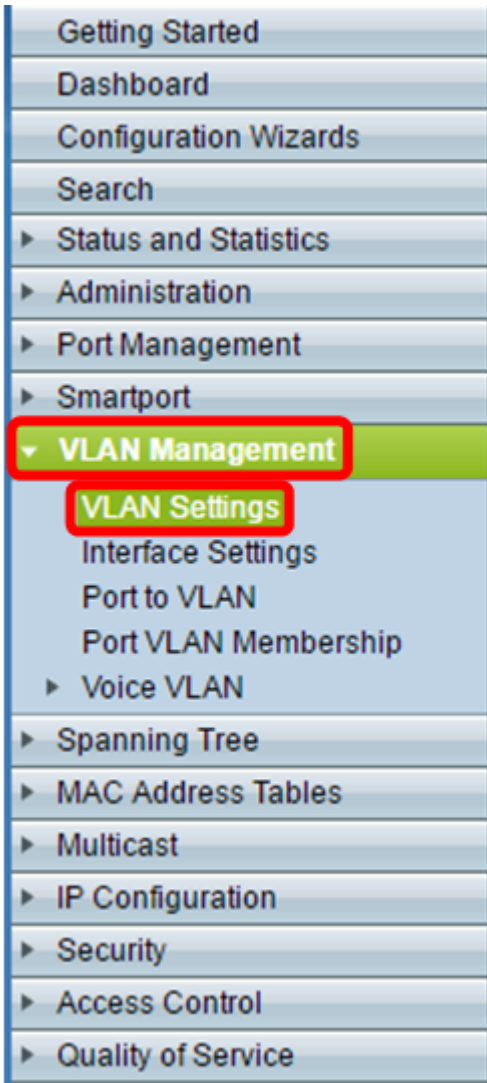 Getting Started
Dashboard
Configuration Wizards
Search
Status and Statistics
Administration
Port Management
Smartport
VLAN Management
VLAN Settings
Interface Settings
Port to VLAN
Port VLAN Membership
Voice VLAN
Spanning Tree
MAC Address Tables
Multicast
IP Configuration
Security
Access Control
Quality of Service